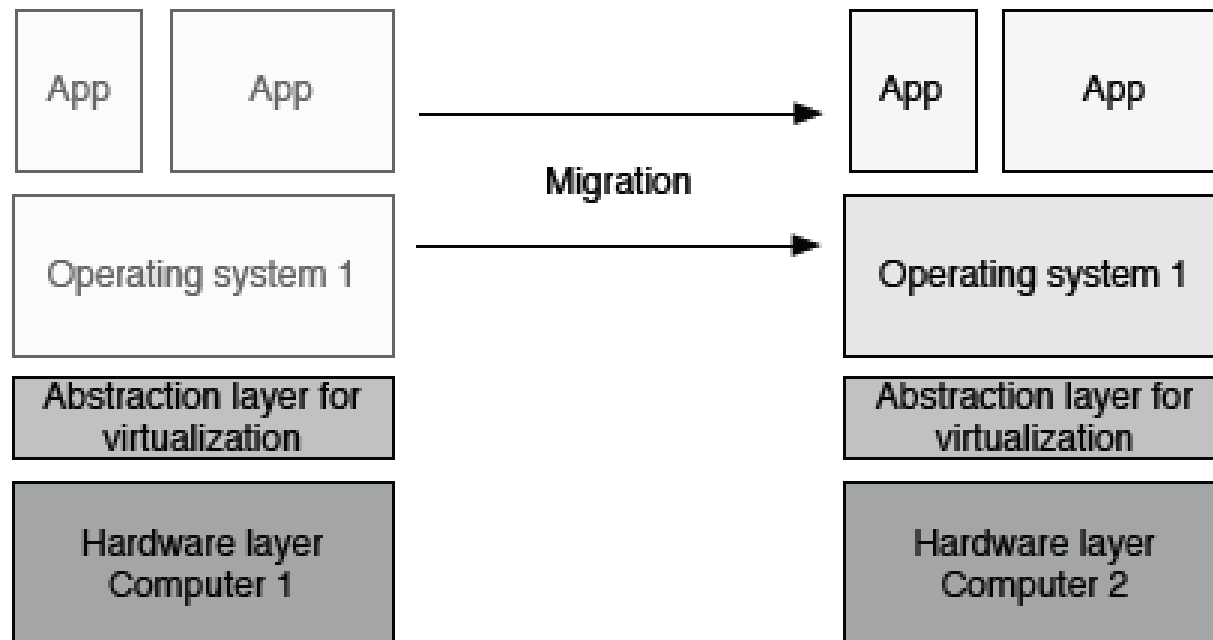 App
App
App
App
Migration
Operating system 1
Operating system 1
Abstraction layer for
virtualization
Abstraction layer for
virtualization
Hardware layer
Computer 1
Hardware layer
Computer 2